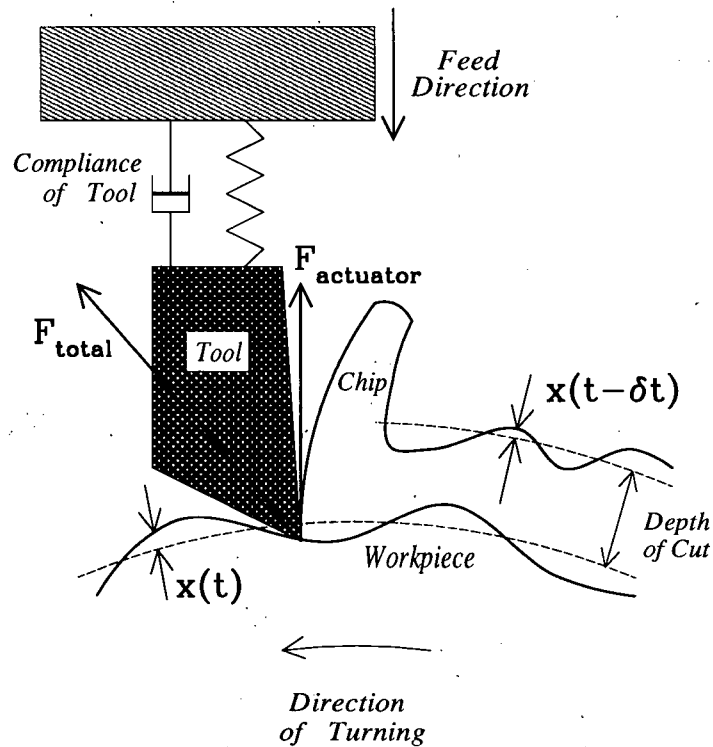 Feed
Direction
Compliance
of Tool
F actuator
F total
Tool
Chip
x(t-δt)
Depth
of Cut
Workpiece
x(t)
Direction
of Turning